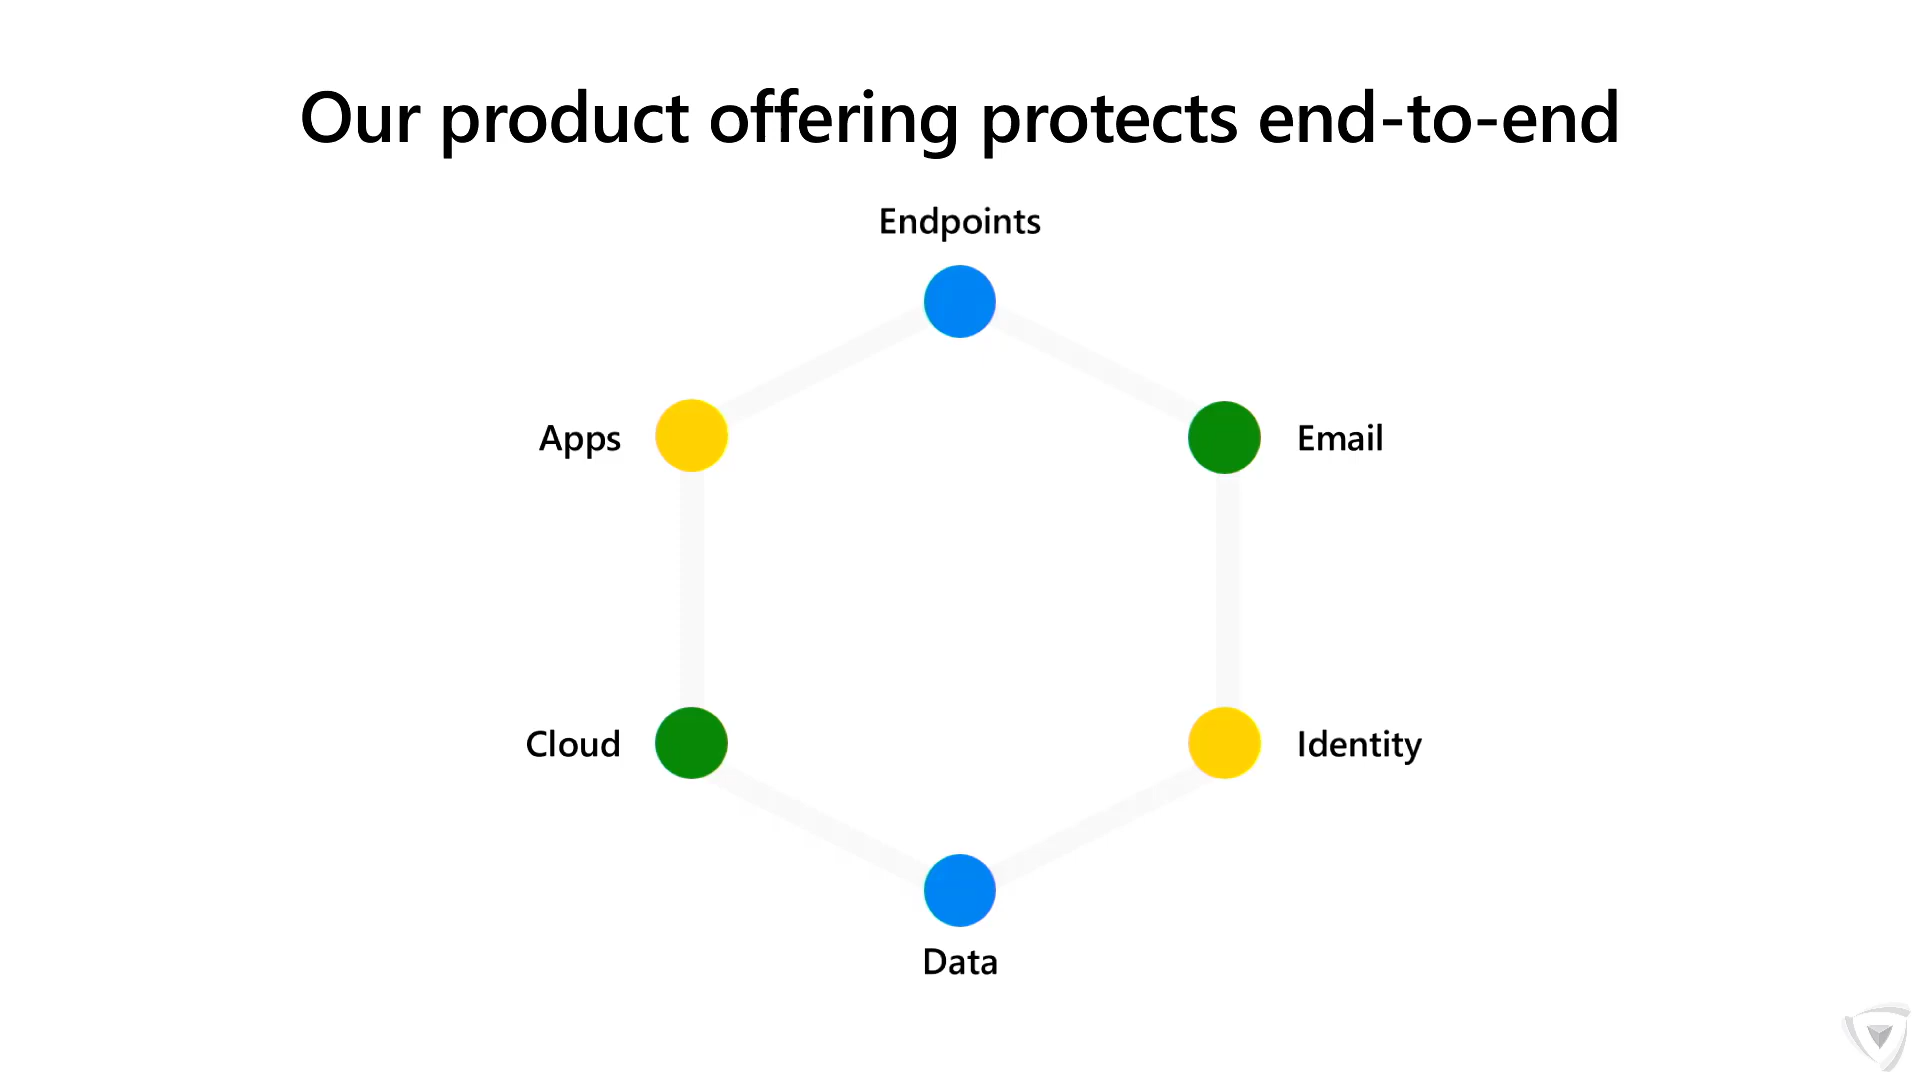 Our product offering protects end-to-end
Endpoints
Apps
Email
Cloud
Identity
Data